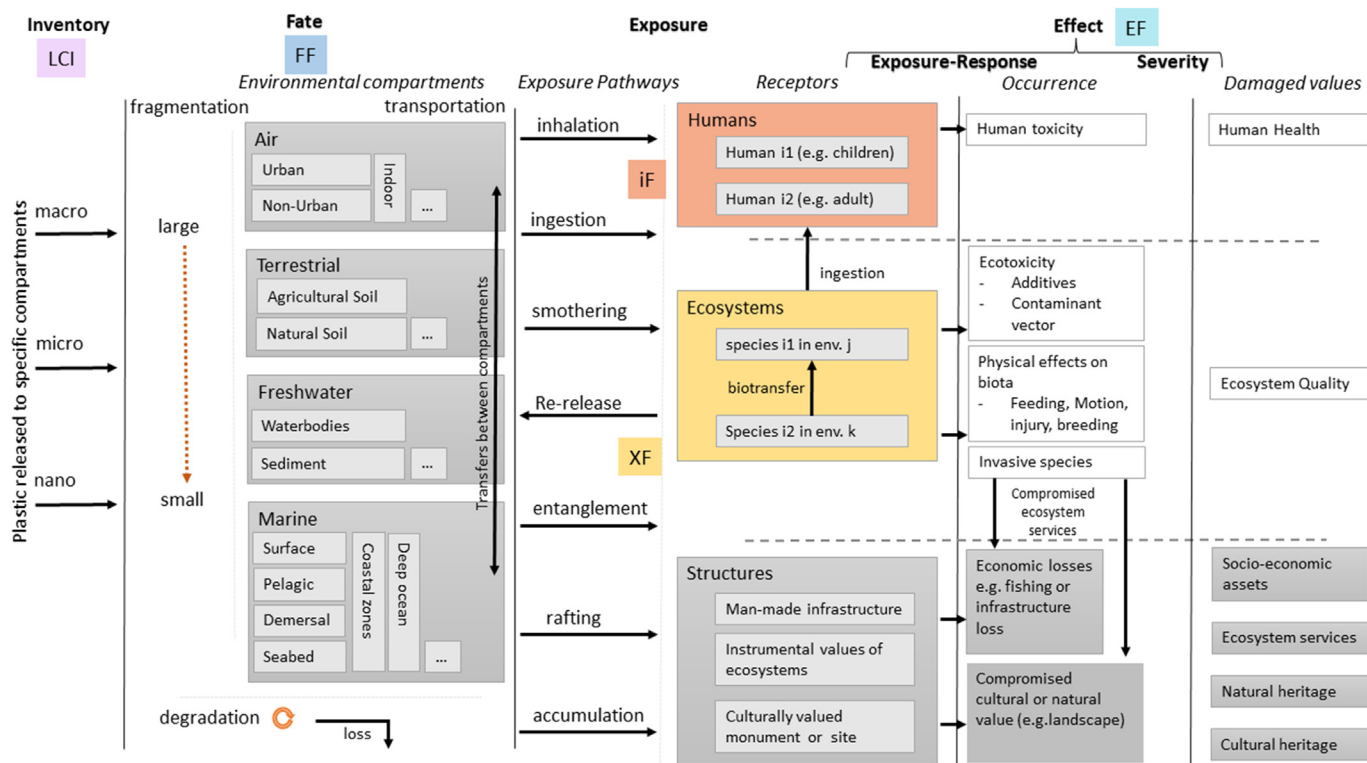 Inventory
LCI
Fate
FF
Exposure
Effect
EF
Exposure-Response
Severity
Environmental compartments
Exposure Pathways
Receptors
Occurrence
Damaged values
fragmentation
transportation
Plastic released to specific compartments
macro
micro
nano
large
small
Air
Urban
Non-Urban
Indoor
...
Terrestrial
Agricultural Soil
Natural Soil
...
Freshwater
Waterbodies
Sediment
...
Marine
Surface
Pelagic
Demersal
Seabed
Coastal zones
Deep ocean
...
Transfers between compartments
degradation
loss
inhalation
iF
ingestion
smothering
Re-release
XF
entanglement
rafting
accumulation
Humans
Human i1 (e.g. children)
Human i2 (e.g. adult)
ingestion
Ecosystems
species i1 in env. j
biotransfer
Species i2 in env. k
Structures
Man-made infrastructure
Instrumental values of
ecosystems
Culturally valued
monument or site
Human toxicity
Ecotoxicity
- Additives
- Contaminant
vector
Physical effects on
biota
- Feeding, Motion,
injury, breeding
Invasive species
Compromised
ecosystem
services
Economic losses
e.g. fishing or
infrastructure
loss
Compromised
cultural or natural
value (e.g.landscape)
Human Health
Ecosystem Quality
Socio-economic
assets
Ecosystem services
Natural heritage
Cultural heritage